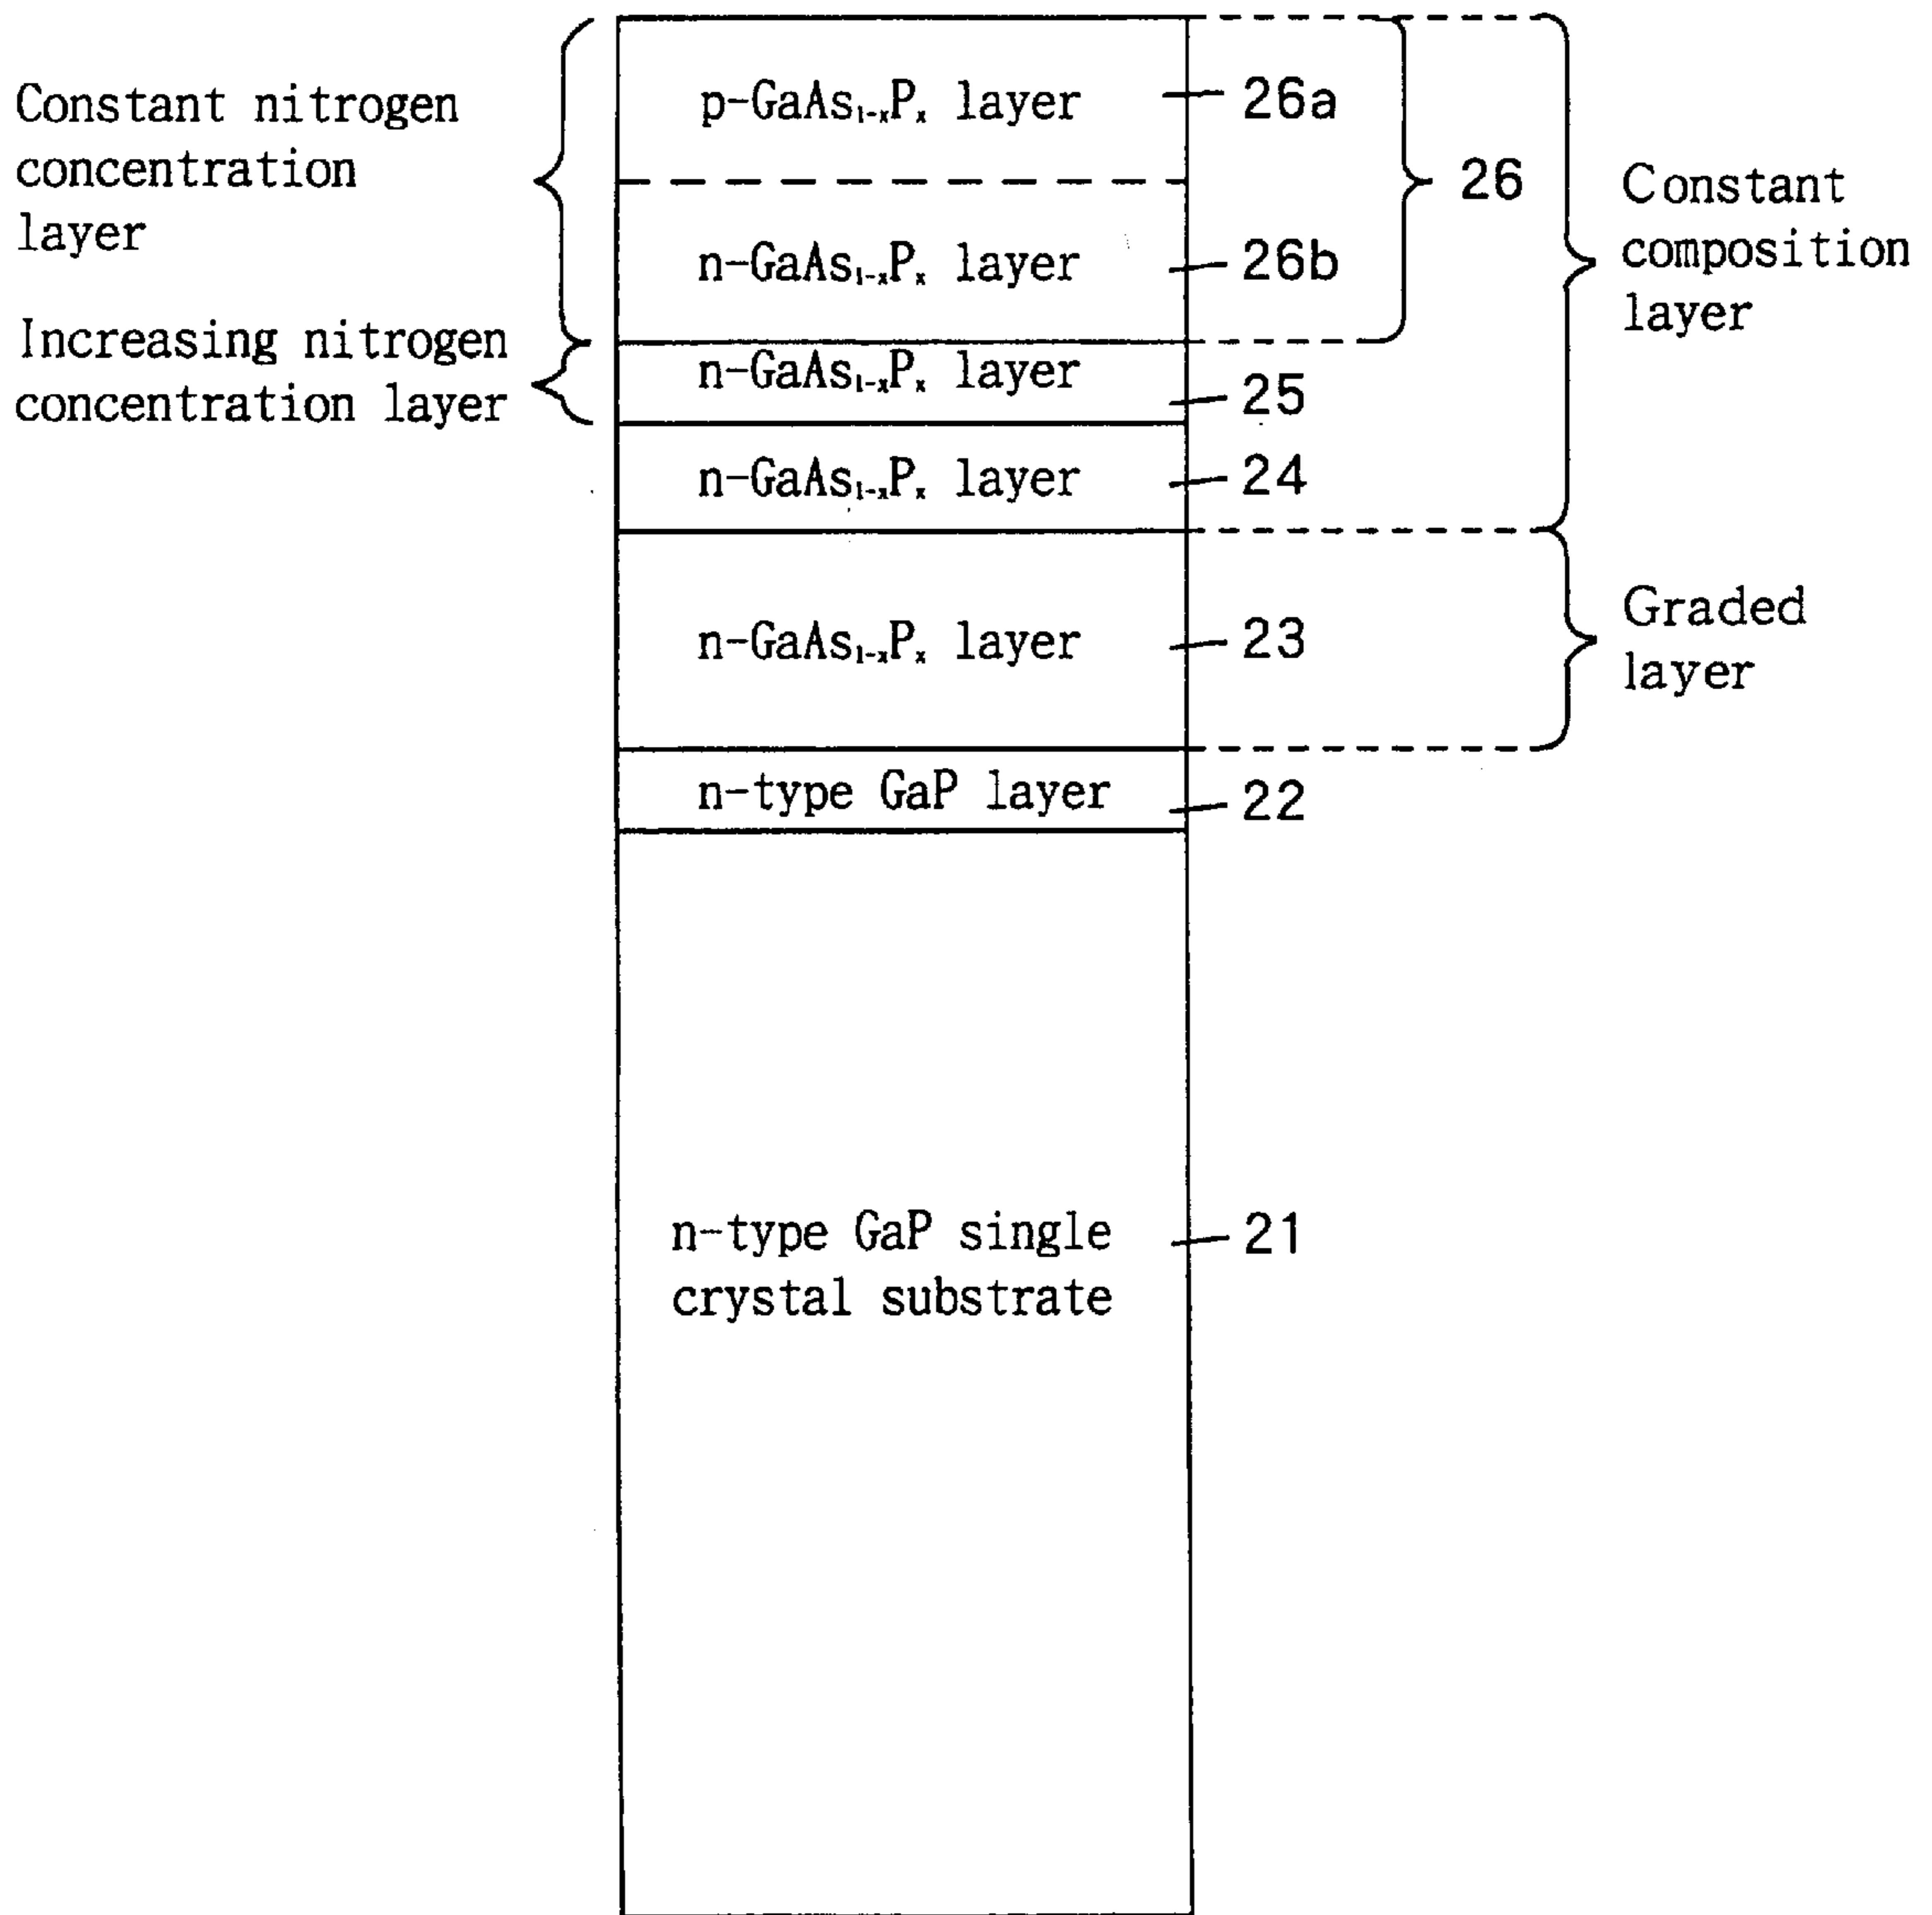 Constant nitrogen
concentration
layer
Increasing nitrogen
concentration layer
p-GaAs₁₋ₓPₓ layer
26a
n-GaAs₁₋ₓPₓ layer
26b
26
n-GaAs₁₋ₓPₓ layer
25
n-GaAs₁₋ₓPₓ layer
24
Constant
composition
layer
n-GaAs₁₋ₓPₓ layer
23
Graded
layer
n-type GaP layer
22
n-type GaP single
crystal substrate
21